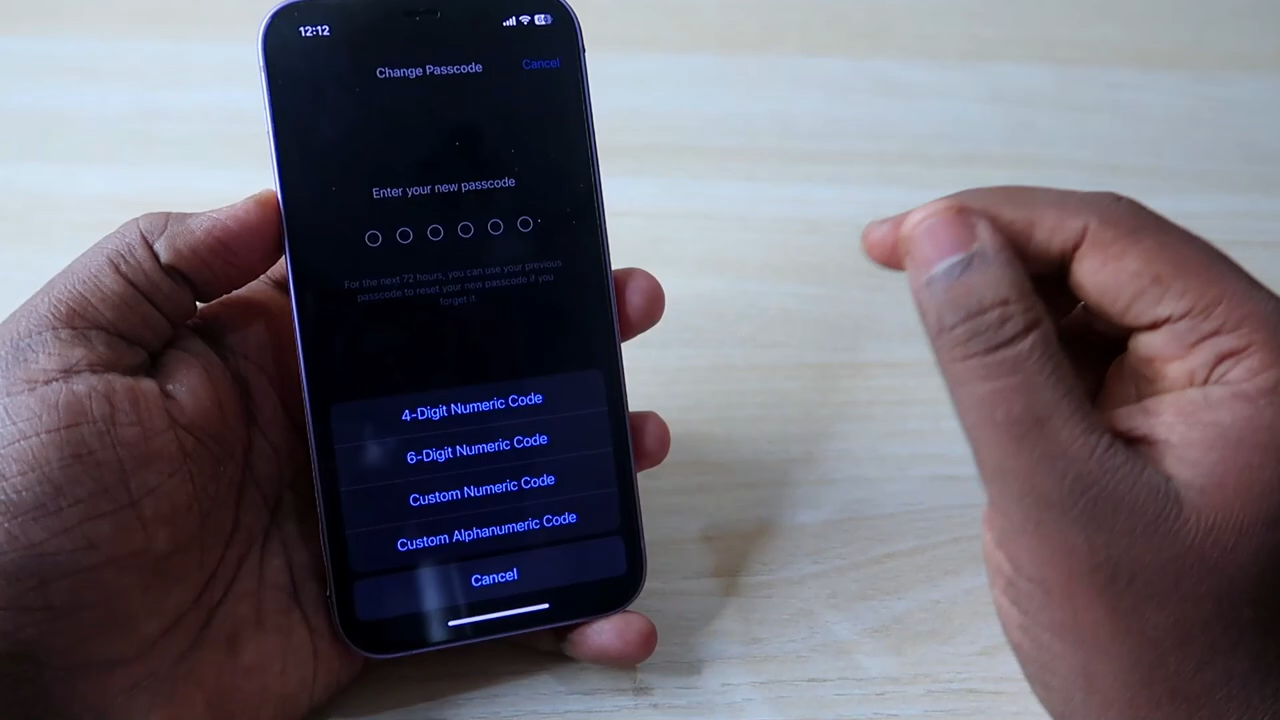 12:12
Change Passcode
Cancel
Enter your new passcode
For the next 72 hours, you can use your previous
passcode to reset your new passcode if you
forget it
4-Digit Numeric Code
6-Digit Numeric Code
Custom Numeric Code
Custom Alphanumeric Code
Cancel